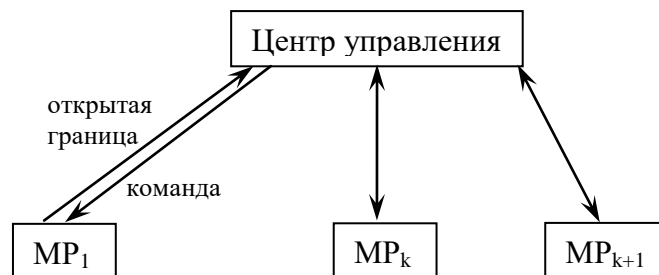 Центр управления
открытая
граница
команда
MP1
MPk
MPk+1